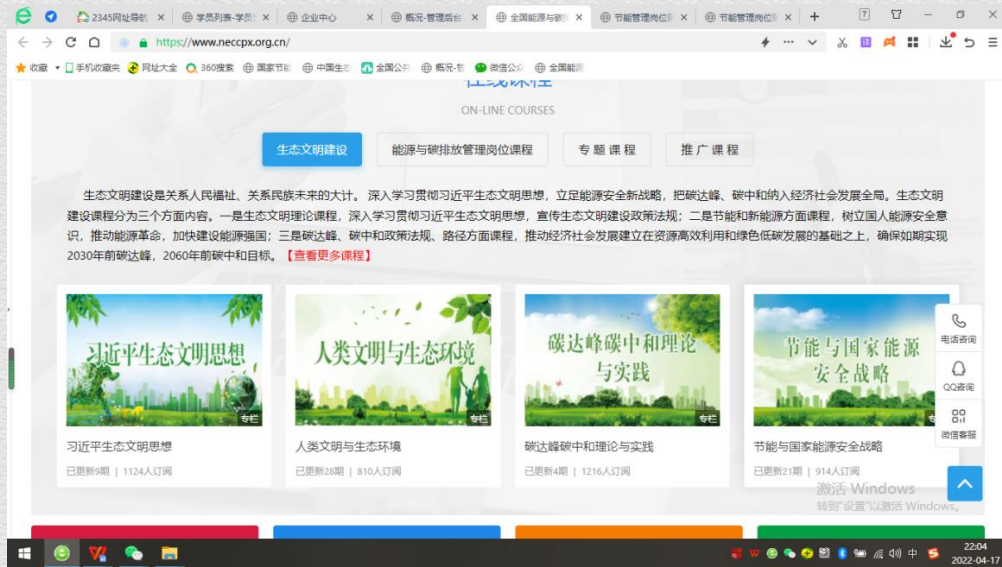 2345网址导航
学员列表-学员
企业中心
概况-管理后台
全国能源与碳
节能管理岗位
节能管理岗位
7
https://www.neccpx.org.cn/
收藏
手机收藏夹
网址大全
360搜索
国家节能
中国生态
全国公共
概况-管
微信公众
全国能源
在线课程
ON-LINE COURSES
生态文明建设
能源与碳排放管理岗位课程
专 题 课 程
推 广 课 程
生态文明建设是关系人民福祉、关系民族未来的大计。 深入学习贯彻习近平生态文明思想，立足能源安全新战略，把碳达峰、碳中和纳入经济社会发展全局。生态文明
建设课程分为三个方面内容。一是生态文明理论课程，深入学习贯彻习近平生态文明思想，宣传生态文明建设政策法规；二是节能和新能源方面课程，树立国人能源安全意
识，推动能源革命，加快建设能源强国；三是碳达峰、碳中和政策法规、路径方面课程，推动经济社会发展建立在资源高效利用和绿色低碳发展的基础之上，确保如期实现
2030年前碳达峰，2060年前碳中和目标。【查看更多课程】
习近平生态文明思想
专栏
习近平生态文明思想
已更新9期 | 1124人订阅
人类文明与生态环境
专栏
人类文明与生态环境
已更新28期 | 810人订阅
碳达峰碳中和理论
与实践
专栏
碳达峰碳中和理论与实践
已更新4期 | 1216人订阅
节能与国家能源
安全战略
节能与国家能源安全战略
已更新21期 | 914人订阅
电话咨询
QQ咨询
微信客服
激活 Windows
转到"设置"以激活 Windows。
中
22:04
2022-04-17